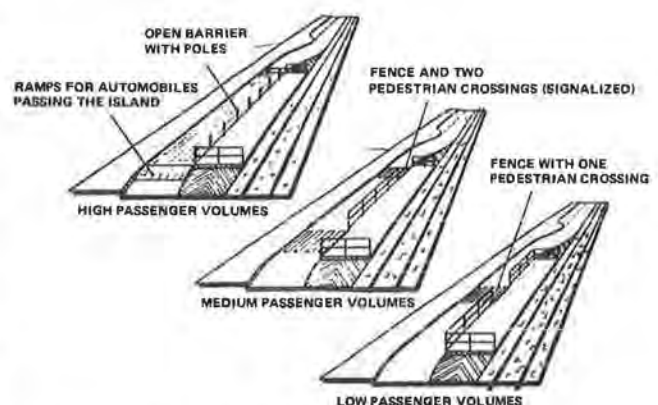 OPEN BARRIER
WITH POLES
RAMPS FOR AUTOMOBILES
PASSING THE ISLAND
HIGH PASSENGER VOLUMES
FENCE AND TWO
PEDESTRIAN CROSSINGS (SIGNALIZED)
MEDIUM PASSENGER VOLUMES
FENCE WITH ONE
PEDESTRIAN CROSSING
LOW PASSENGER VOLUMES